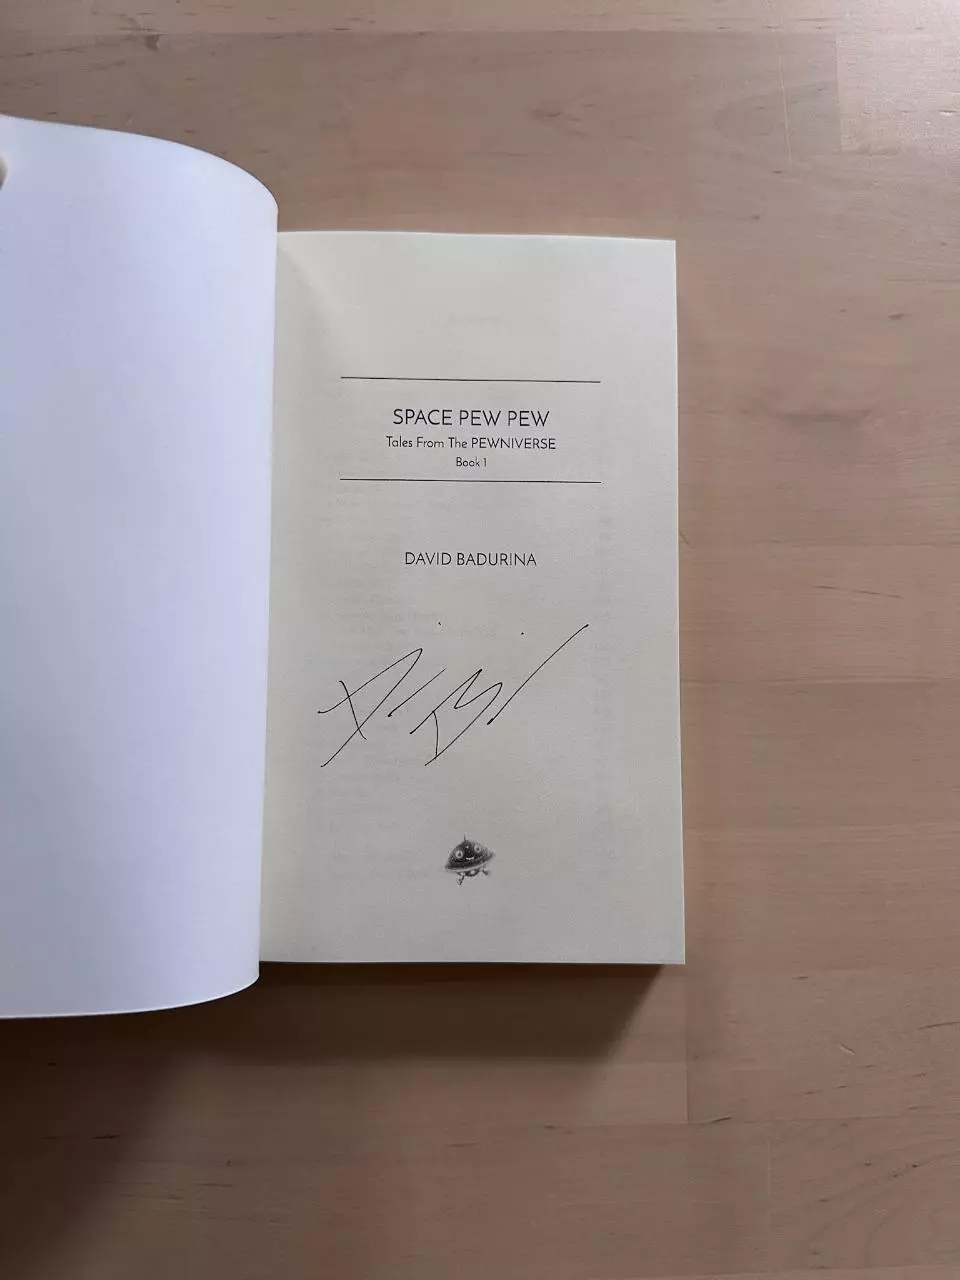 SPACE PEW PEW
Tales From The PEWNIVERSE
Book 1
DAVID BADURINA